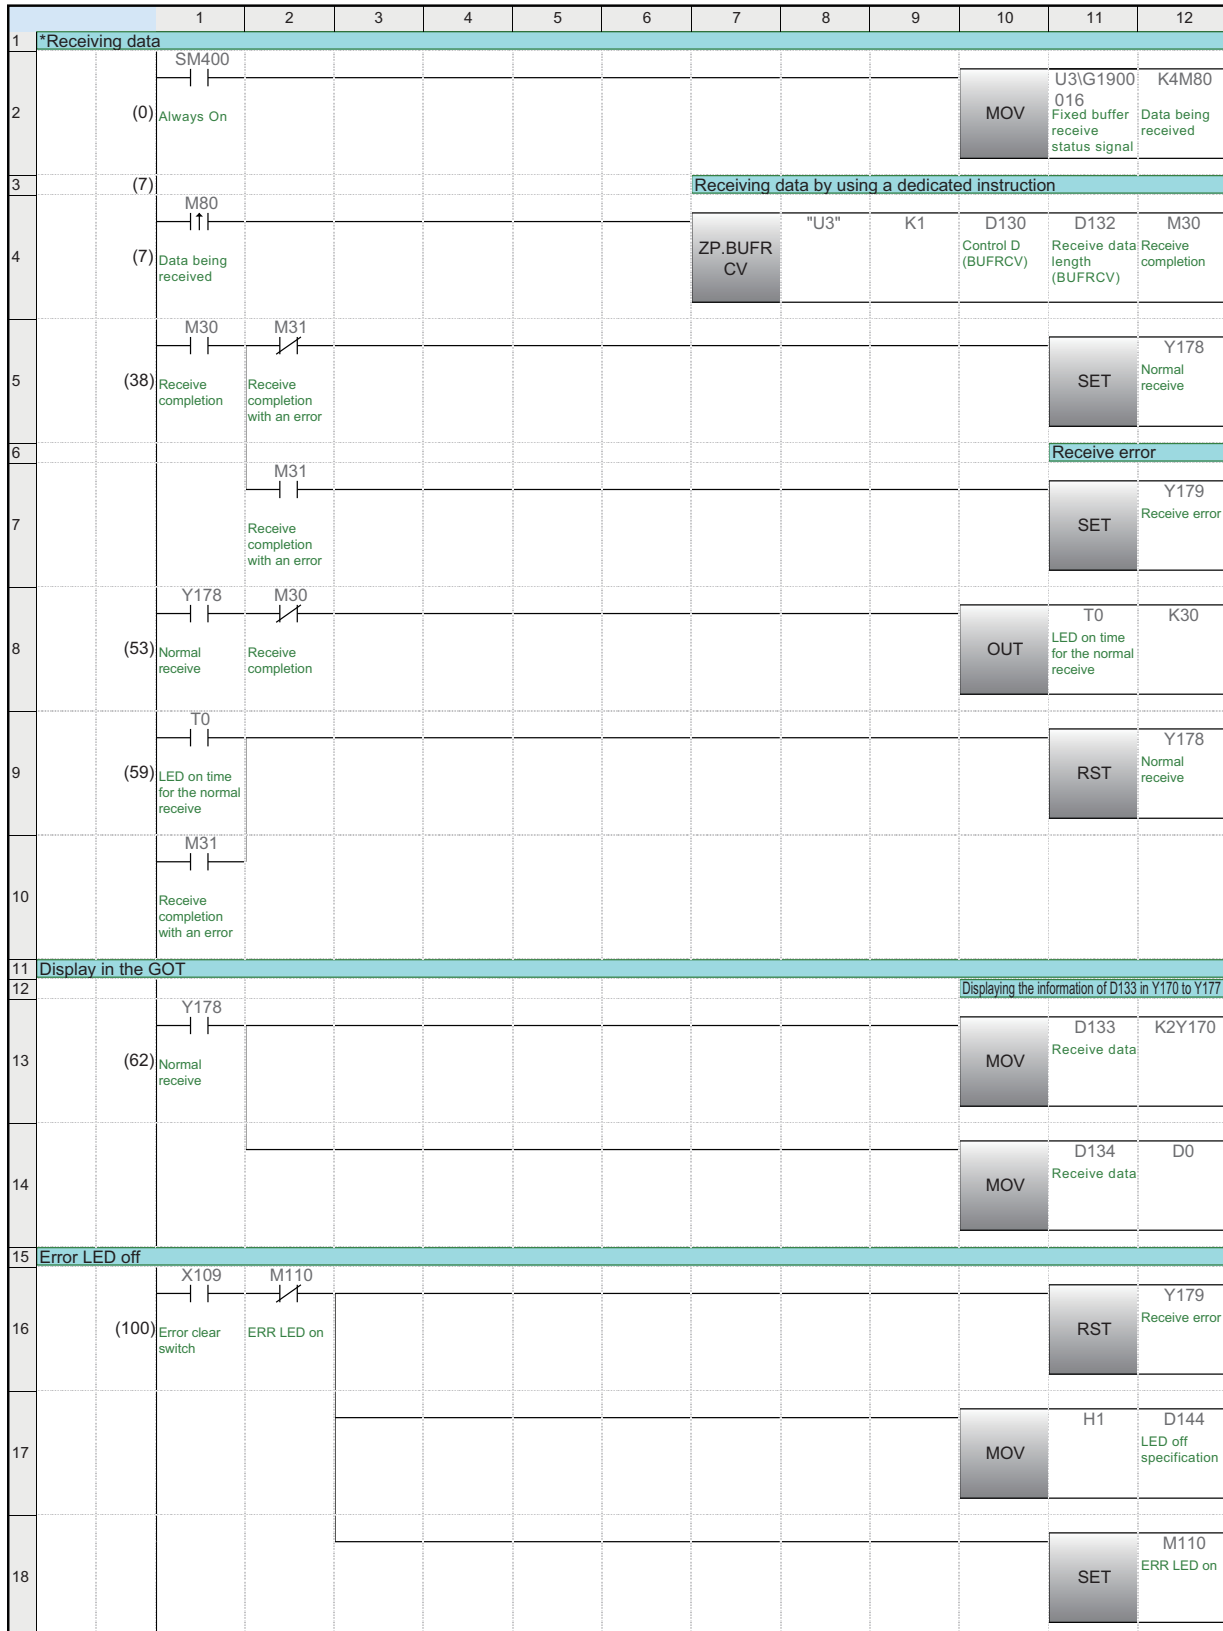 1 2 3 4 5 6 7 8 9 10 11 12
1 *Receiving data
SM400
2 (0) Always On
MOV
U3\G1900
016
Fixed buffer
receive
status signal
K4M80
Data being
received
3 (7) Receiving data by using a dedicated instruction
M80
4 (7) Data being
received
ZP.BUFR
CV
"U3"
K1
D130
Control D
(BUFRCV)
D132
Receive data
length
(BUFRCV)
M30
Receive
completion
M30 M31
5 (38) Receive
completion
Receive
completion
with an error
SET
Y178
Normal
receive
6 Receive error
M31
7 Receive
completion
with an error
SET
Y179
Receive error
Y178 M30
8 (53) Normal
receive
Receive
completion
OUT
T0
LED on time
for the normal
receive
K30
T0
9 (59) LED on time
for the normal
receive
RST
Y178
Normal
receive
M31
10 Receive
completion
with an error
11 Display in the GOT
12 Displaying the information of D133 in Y170 to Y177
Y178
13 (62) Normal
receive
MOV
D133
Receive data
K2Y170
14 MOV
D134
Receive data
D0
15 Error LED off
X109 M110
16 (100) Error clear
switch
ERR LED on
RST
Y179
Receive error
17 MOV
H1
D144
LED off
specification
18 SET
M110
ERR LED on